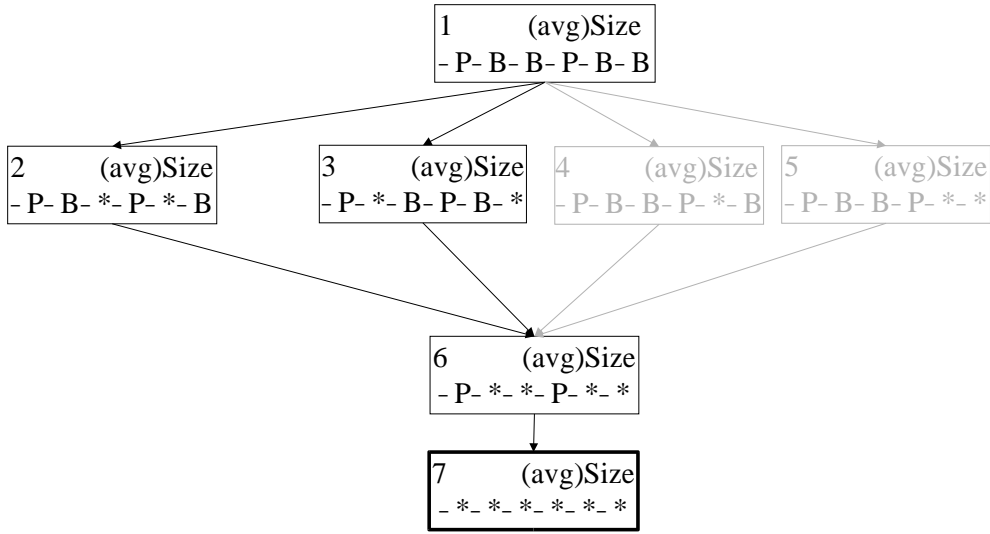 1 (avg)Size
- P- B- B- P- B- B
2 (avg)Size
- P- B- *- P- *- B
3 (avg)Size
- P- *- B- P- B- *
4 (avg)Size
- P- B- B- P- *- B
5 (avg)Size
- P- B- B- P- *- *
6 (avg)Size
- P- *- *- P- *- *
7 (avg)Size
- *- *- *- *- *- *